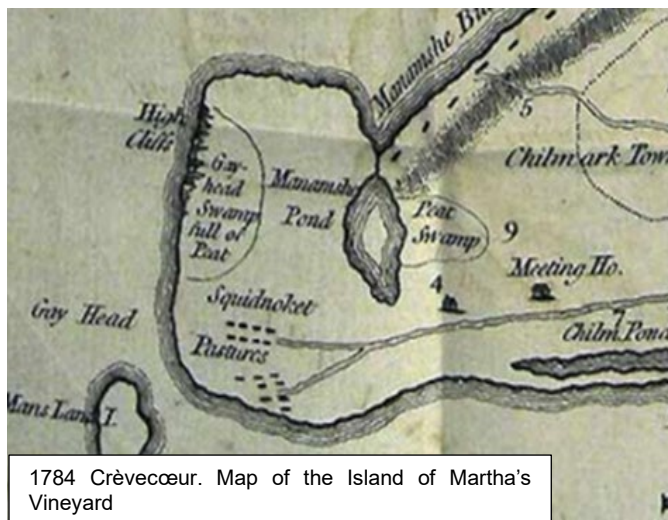 Manamshe
5
High
Cliffs
Chilmark Town
Gay-
head
Swamp
full of
Peat
Manamshe
Pond
Peat
Swamp
9
Meeting Ho.
4
Squidnoket
Gay Head
7
Chilm. Pond
Pastures
Mans Land I.
1784 Crèvecœur. Map of the Island of Martha's
Vineyard